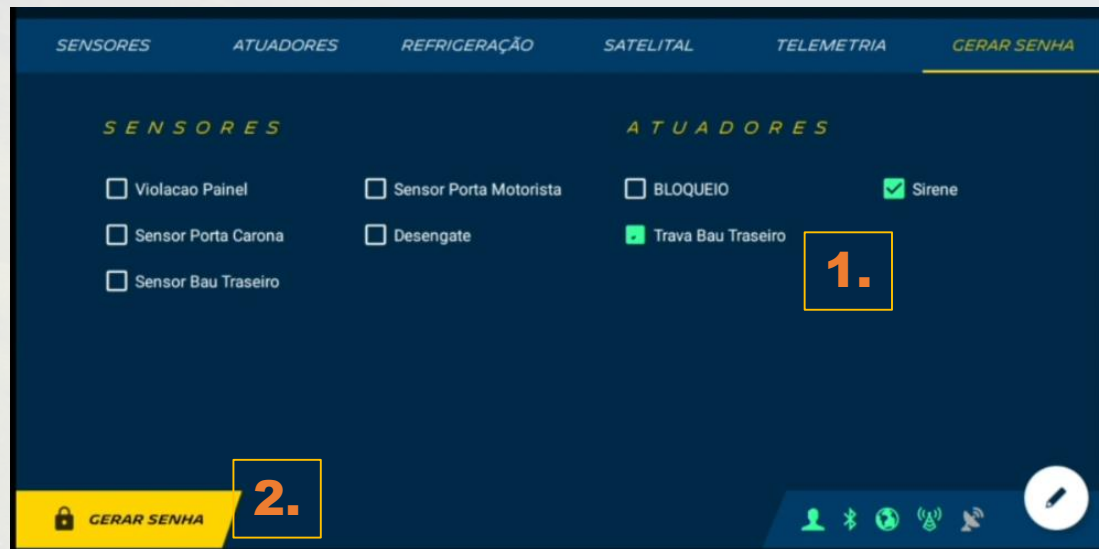 SENSORES ATUADORES REFRIGERAÇÃO SATELITAL TELEMETRIA GERAR SENHA
SENSORES ATUADORES
Violacao Painel Sensor Porta Motorista BLOQUEIO Sirene
Sensor Porta Carona Desengate Trava Bau Traseiro
Sensor Bau Traseiro
1.
2.
GERAR SENHA